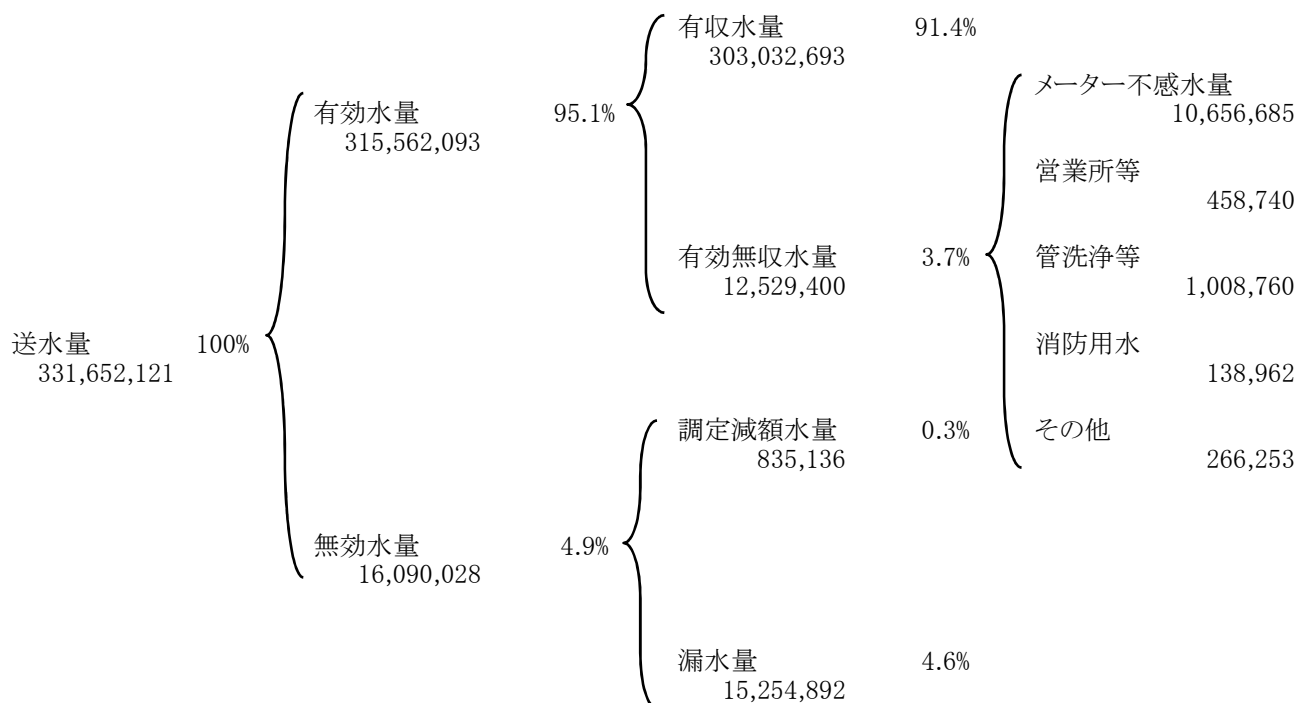 有収水量 91.4%
303,032,693
メーター不感水量
10,656,685
有効水量 95.1%
315,562,093
営業所等
458,740
有効無収水量 3.7%
12,529,400
管洗浄等
1,008,760
送水量 100%
331,652,121
消防用水
138,962
調定減額水量 0.3%
835,136
その他
266,253
無効水量 4.9%
16,090,028
漏水量 4.6%
15,254,892